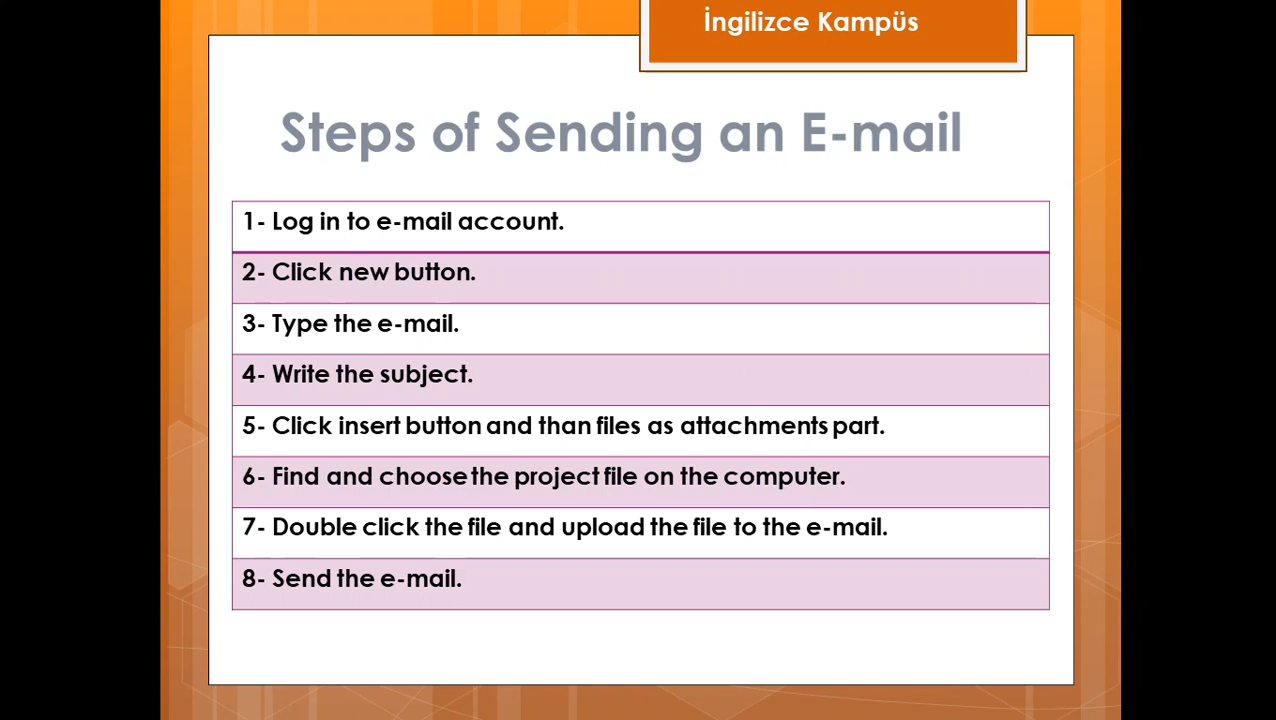 İngilizce Kampüs
Steps of Sending an E-mail
1- Log in to e-mail account.
2- Click new button.
3- Type the e-mail.
4- Write the subject.
5- Click insert button and than files as attachments part.
6- Find and choose the project file on the computer.
7- Double click the file and upload the file to the e-mail.
8- Send the e-mail.